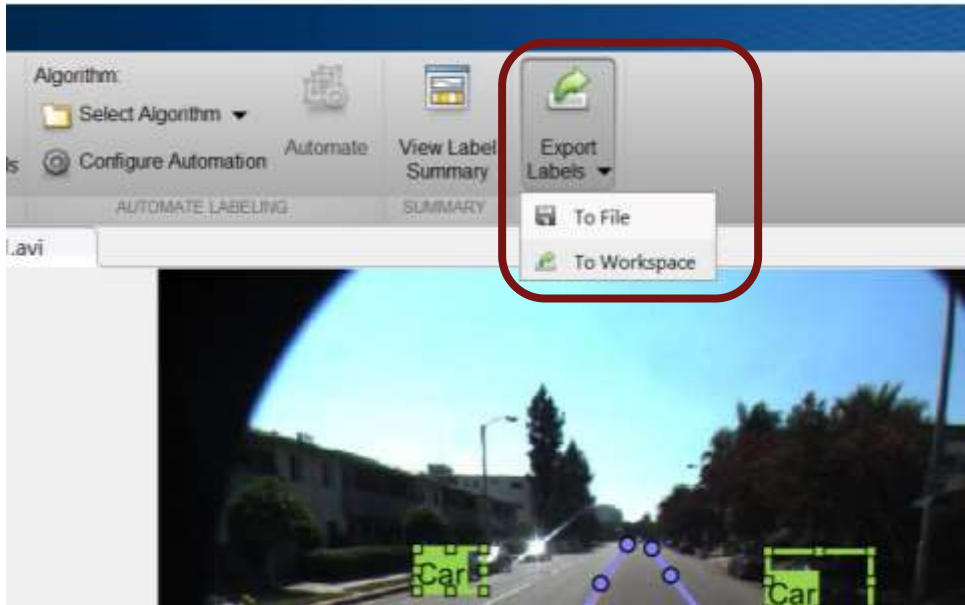 Algorithm:
Select Algorithm
Configure Automation
Automate
View Label
Summary
Export
Labels
AUTOMATE LABELING
SUMMARY
To File
To Workspace
.avi
Car
Car